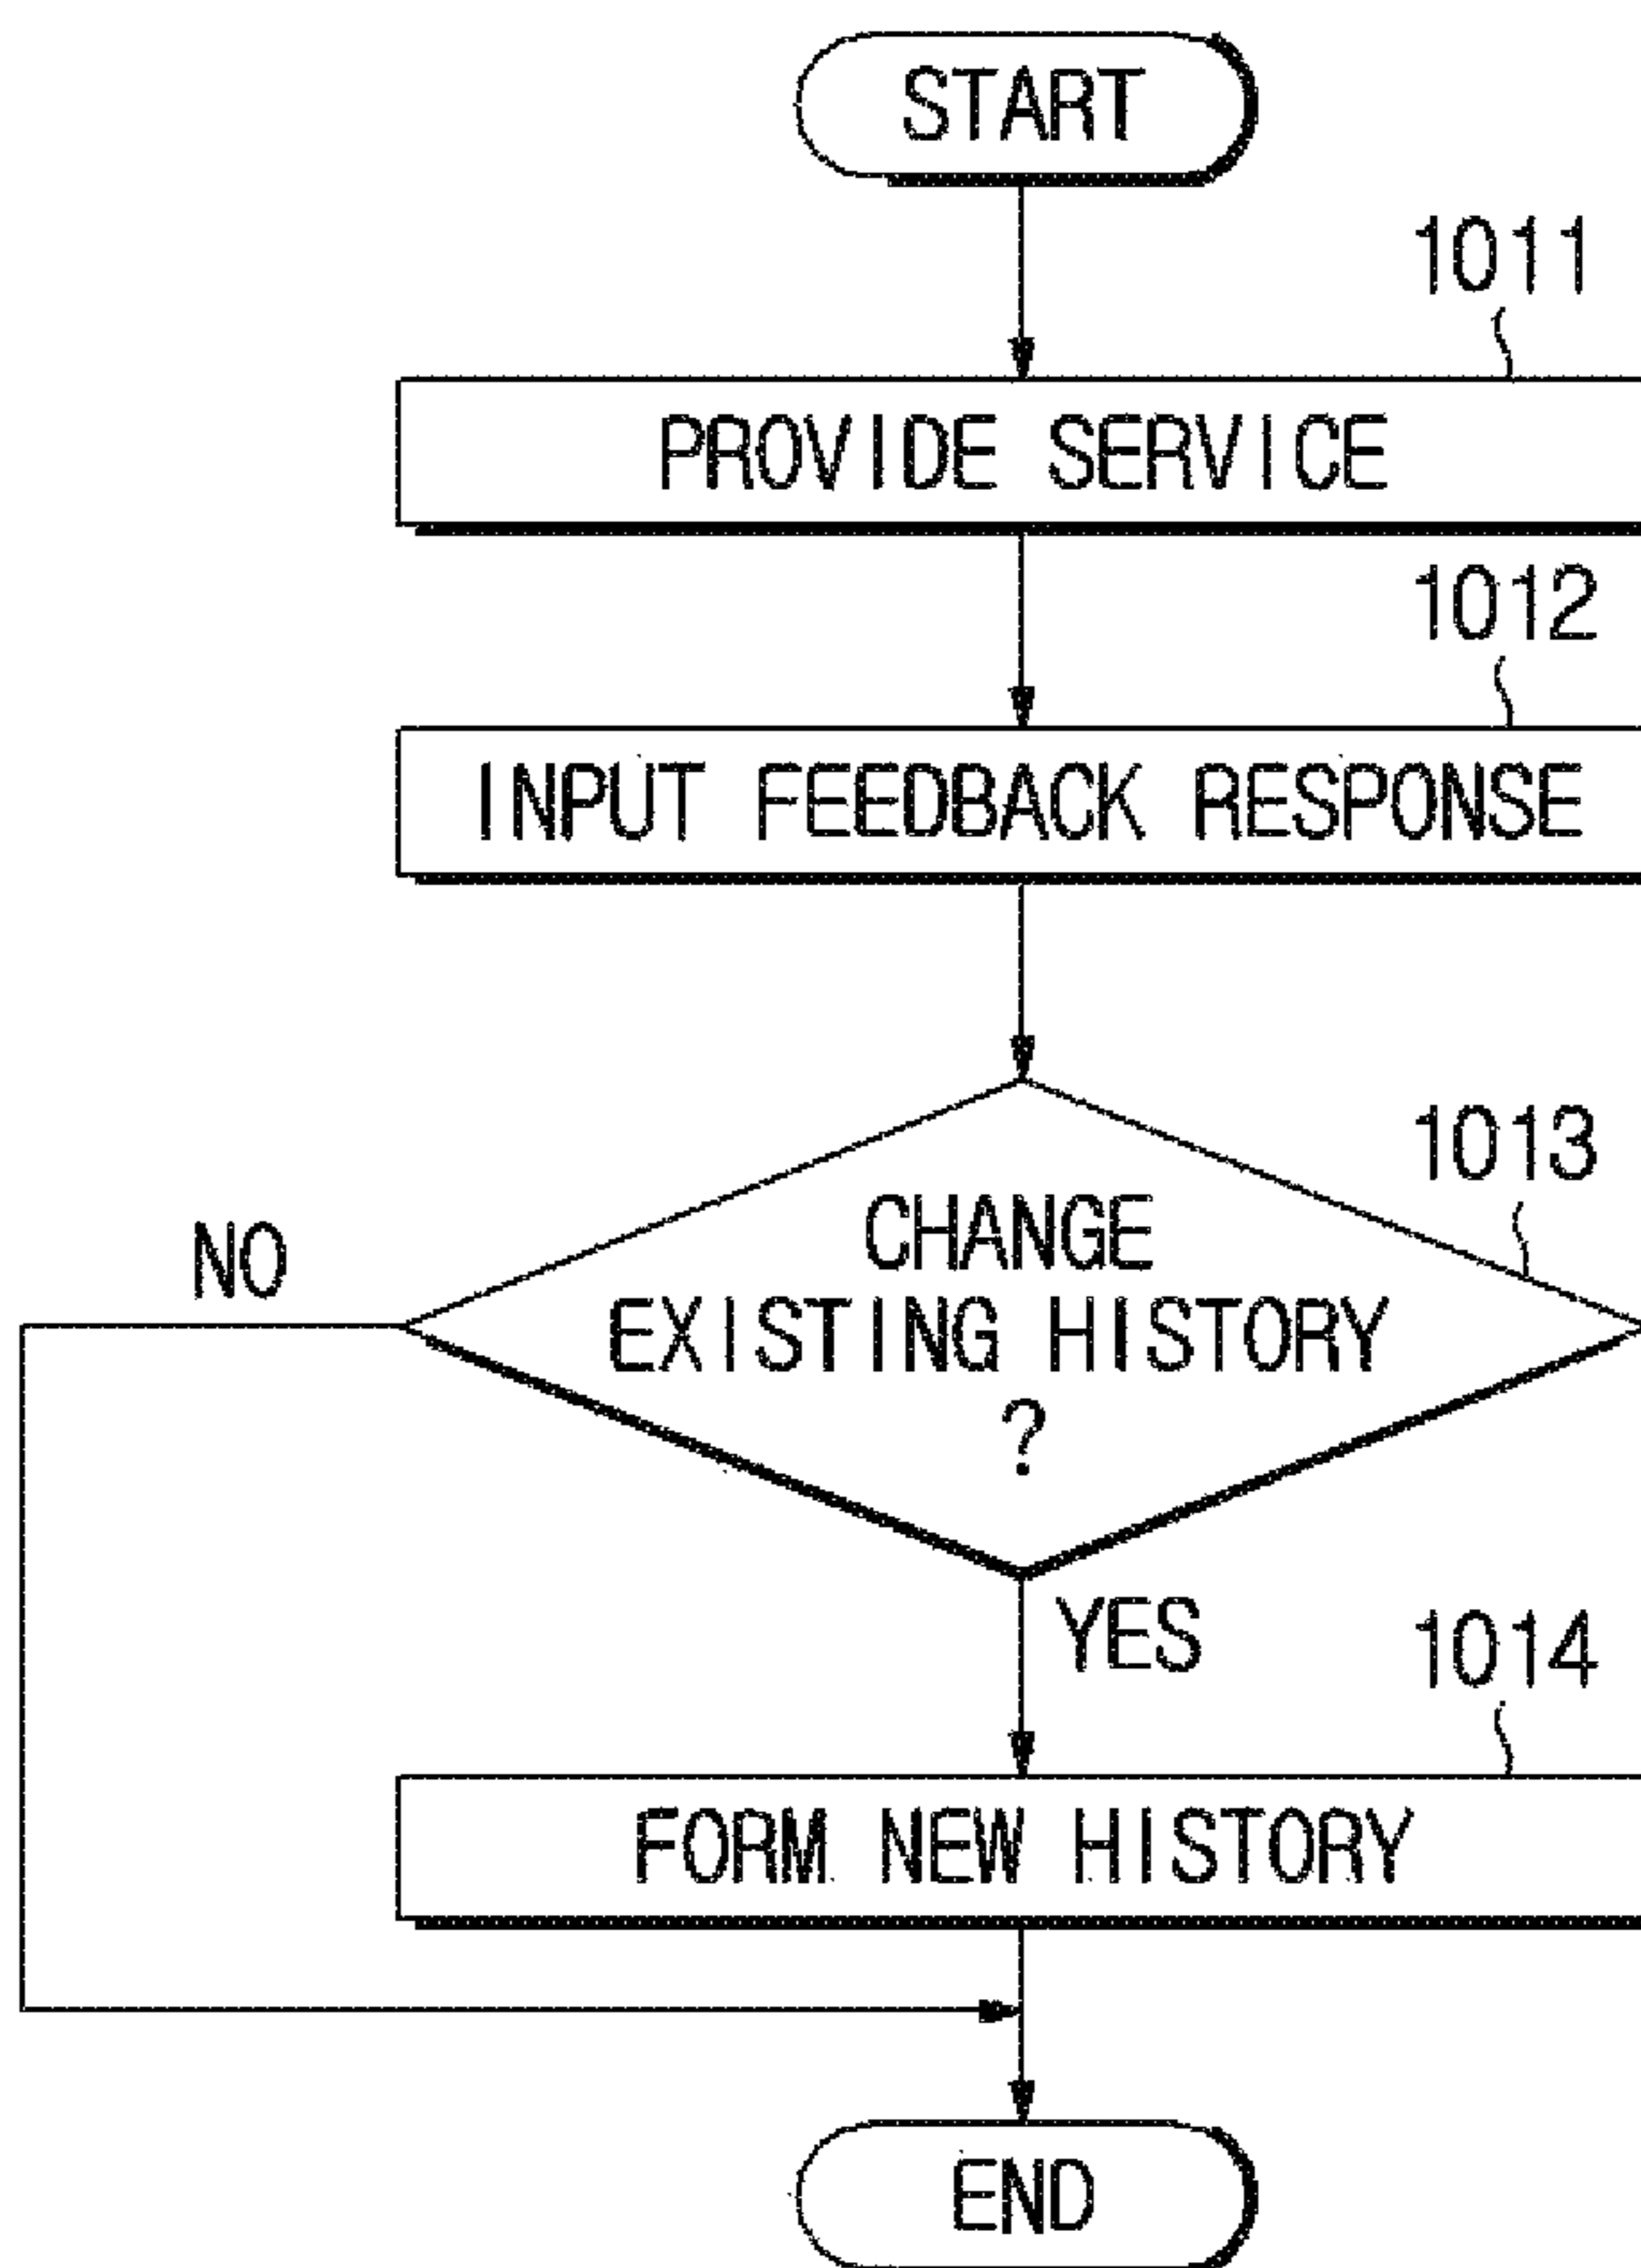 START
1011
PROVIDE SERVICE
1012
INPUT FEEDBACK RESPONSE
1013
CHANGE
NO
EXISTING HISTORY
?
YES
1014
FORM NEW HISTORY
END